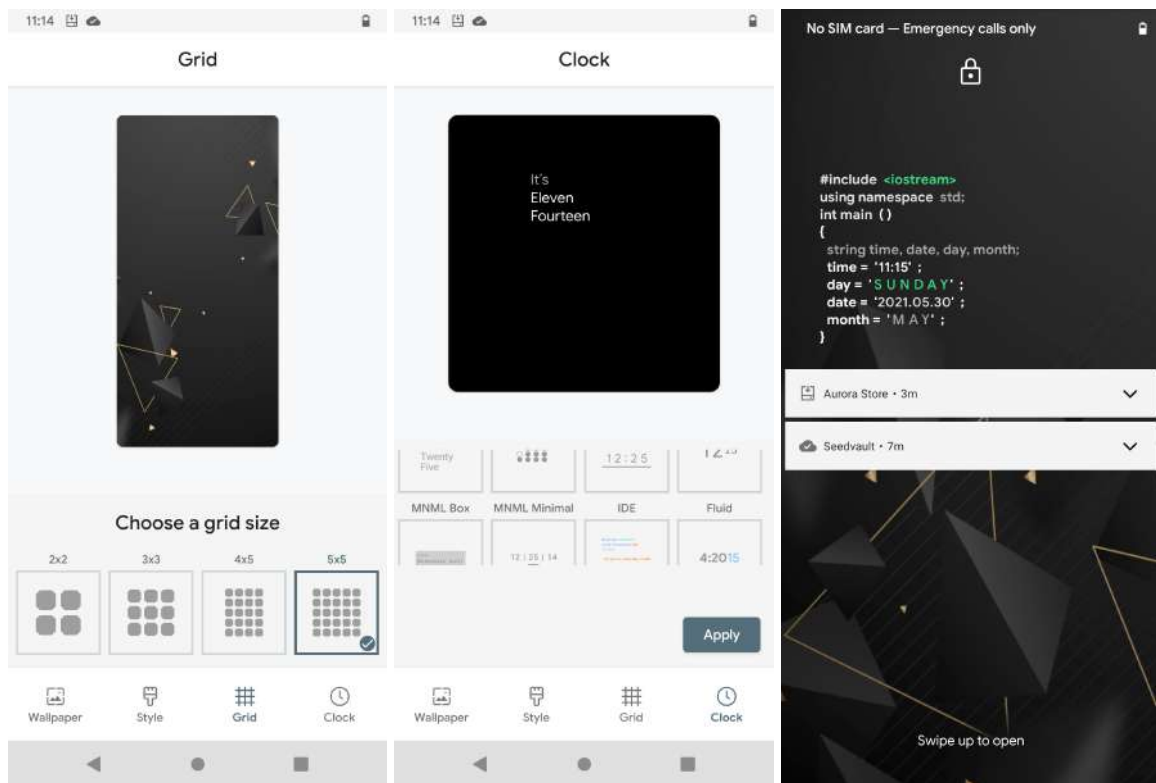 11:14
Grid
Choose a grid size
2x2
3x3
4x5
5x5
Wallpaper
Style
Grid
Clock
11:14
Clock
It's
Eleven
Fourteen
Twenty
Five
12:25
MNML Box
MNML Minimal
IDE
Fluid
12 | 25 | 14
4:2015
Apply
Wallpaper
Style
Grid
Clock
No SIM card — Emergency calls only
#include <iostream>
using namespace std;
int main ()
{
string time, date, day, month;
time = '11:15' ;
day = 'SUNDAY' ;
date = '2021.05.30' ;
month = 'MAY' ;
}
Aurora Store • 3m
Seedvault • 7m
Swipe up to open